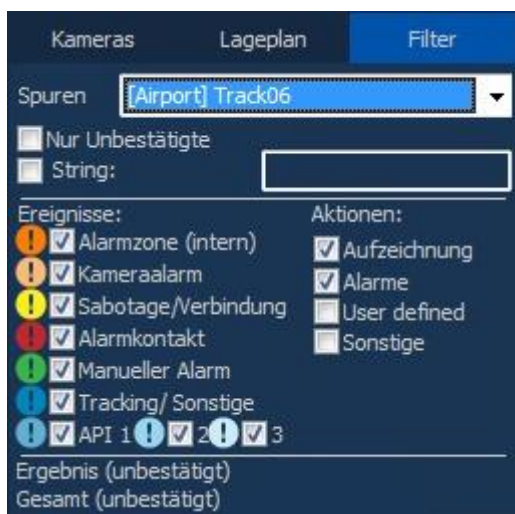 Kameras Lageplan Filter
Spuren [Airport] Track06
Nur Unbestätigte
String:
Ereignisse: Aktionen:
! Alarmzone (intern) Aufzeichnung
! Kameraalarm Alarme
! Sabotage/Verbindung User defined
! Alarmkontakt Sonstige
! Manueller Alarm
! Tracking/ Sonstige
! API 1 ! 2 ! 3
Ergebnis (unbestätigt)
Gesamt (unbestätigt)